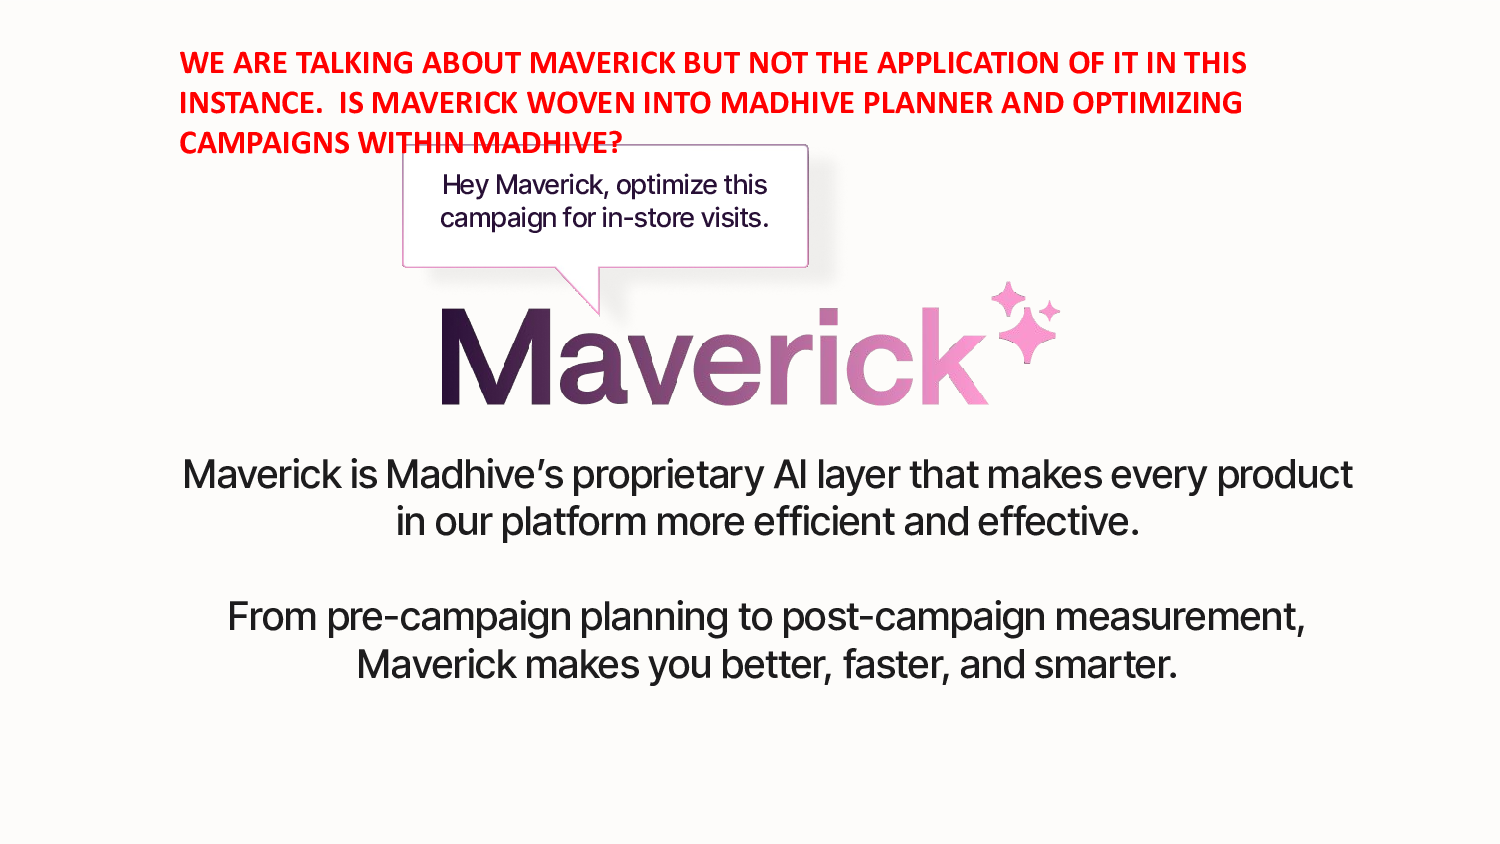 WE ARE TALKING ABOUT MAVERICK BUT NOT THE APPLICATION OF IT IN THIS
INSTANCE.  IS MAVERICK WOVEN INTO MADHIVE PLANNER AND OPTIMIZING
CAMPAIGNS WITHIN MADHIVE?
Hey Maverick, optimize this
campaign for in-store visits.
Maverick
Maverick is Madhive’s proprietary AI layer that makes every product
in our platform more efficient and effective.
From pre-campaign planning to post-campaign measurement,
Maverick makes you better, faster, and smarter.